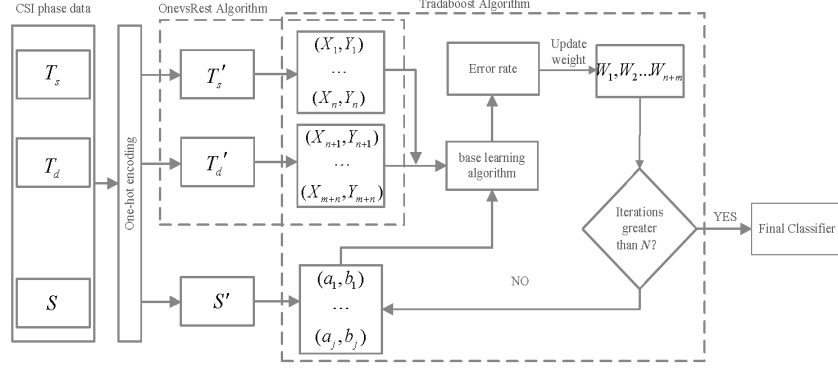 CSI phase data
OnevsRest Algorithm
Tradaboost Algorithm
T_s
T_d
S
One-hot encoding
T_s′
T_d′
S′
(X_1,Y_1)
...
(X_n,Y_n)
(X_{n+1},Y_{n+1})
...
(X_{m+n},Y_{m+n})
(a_1,b_1)
...
(a_j,b_j)
base learning
algorithm
Error rate
Update
weight
W_1,W_2...W_{n+m}
Iterations
greater
than N?
YES
NO
Final Classifier